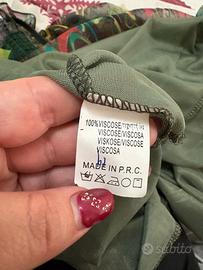 100%VISCOSE/
VISCOSE/VISCOSA
VISKOSE/VISCOSE
VISCOSA
MADE IN P.R.C.
subito